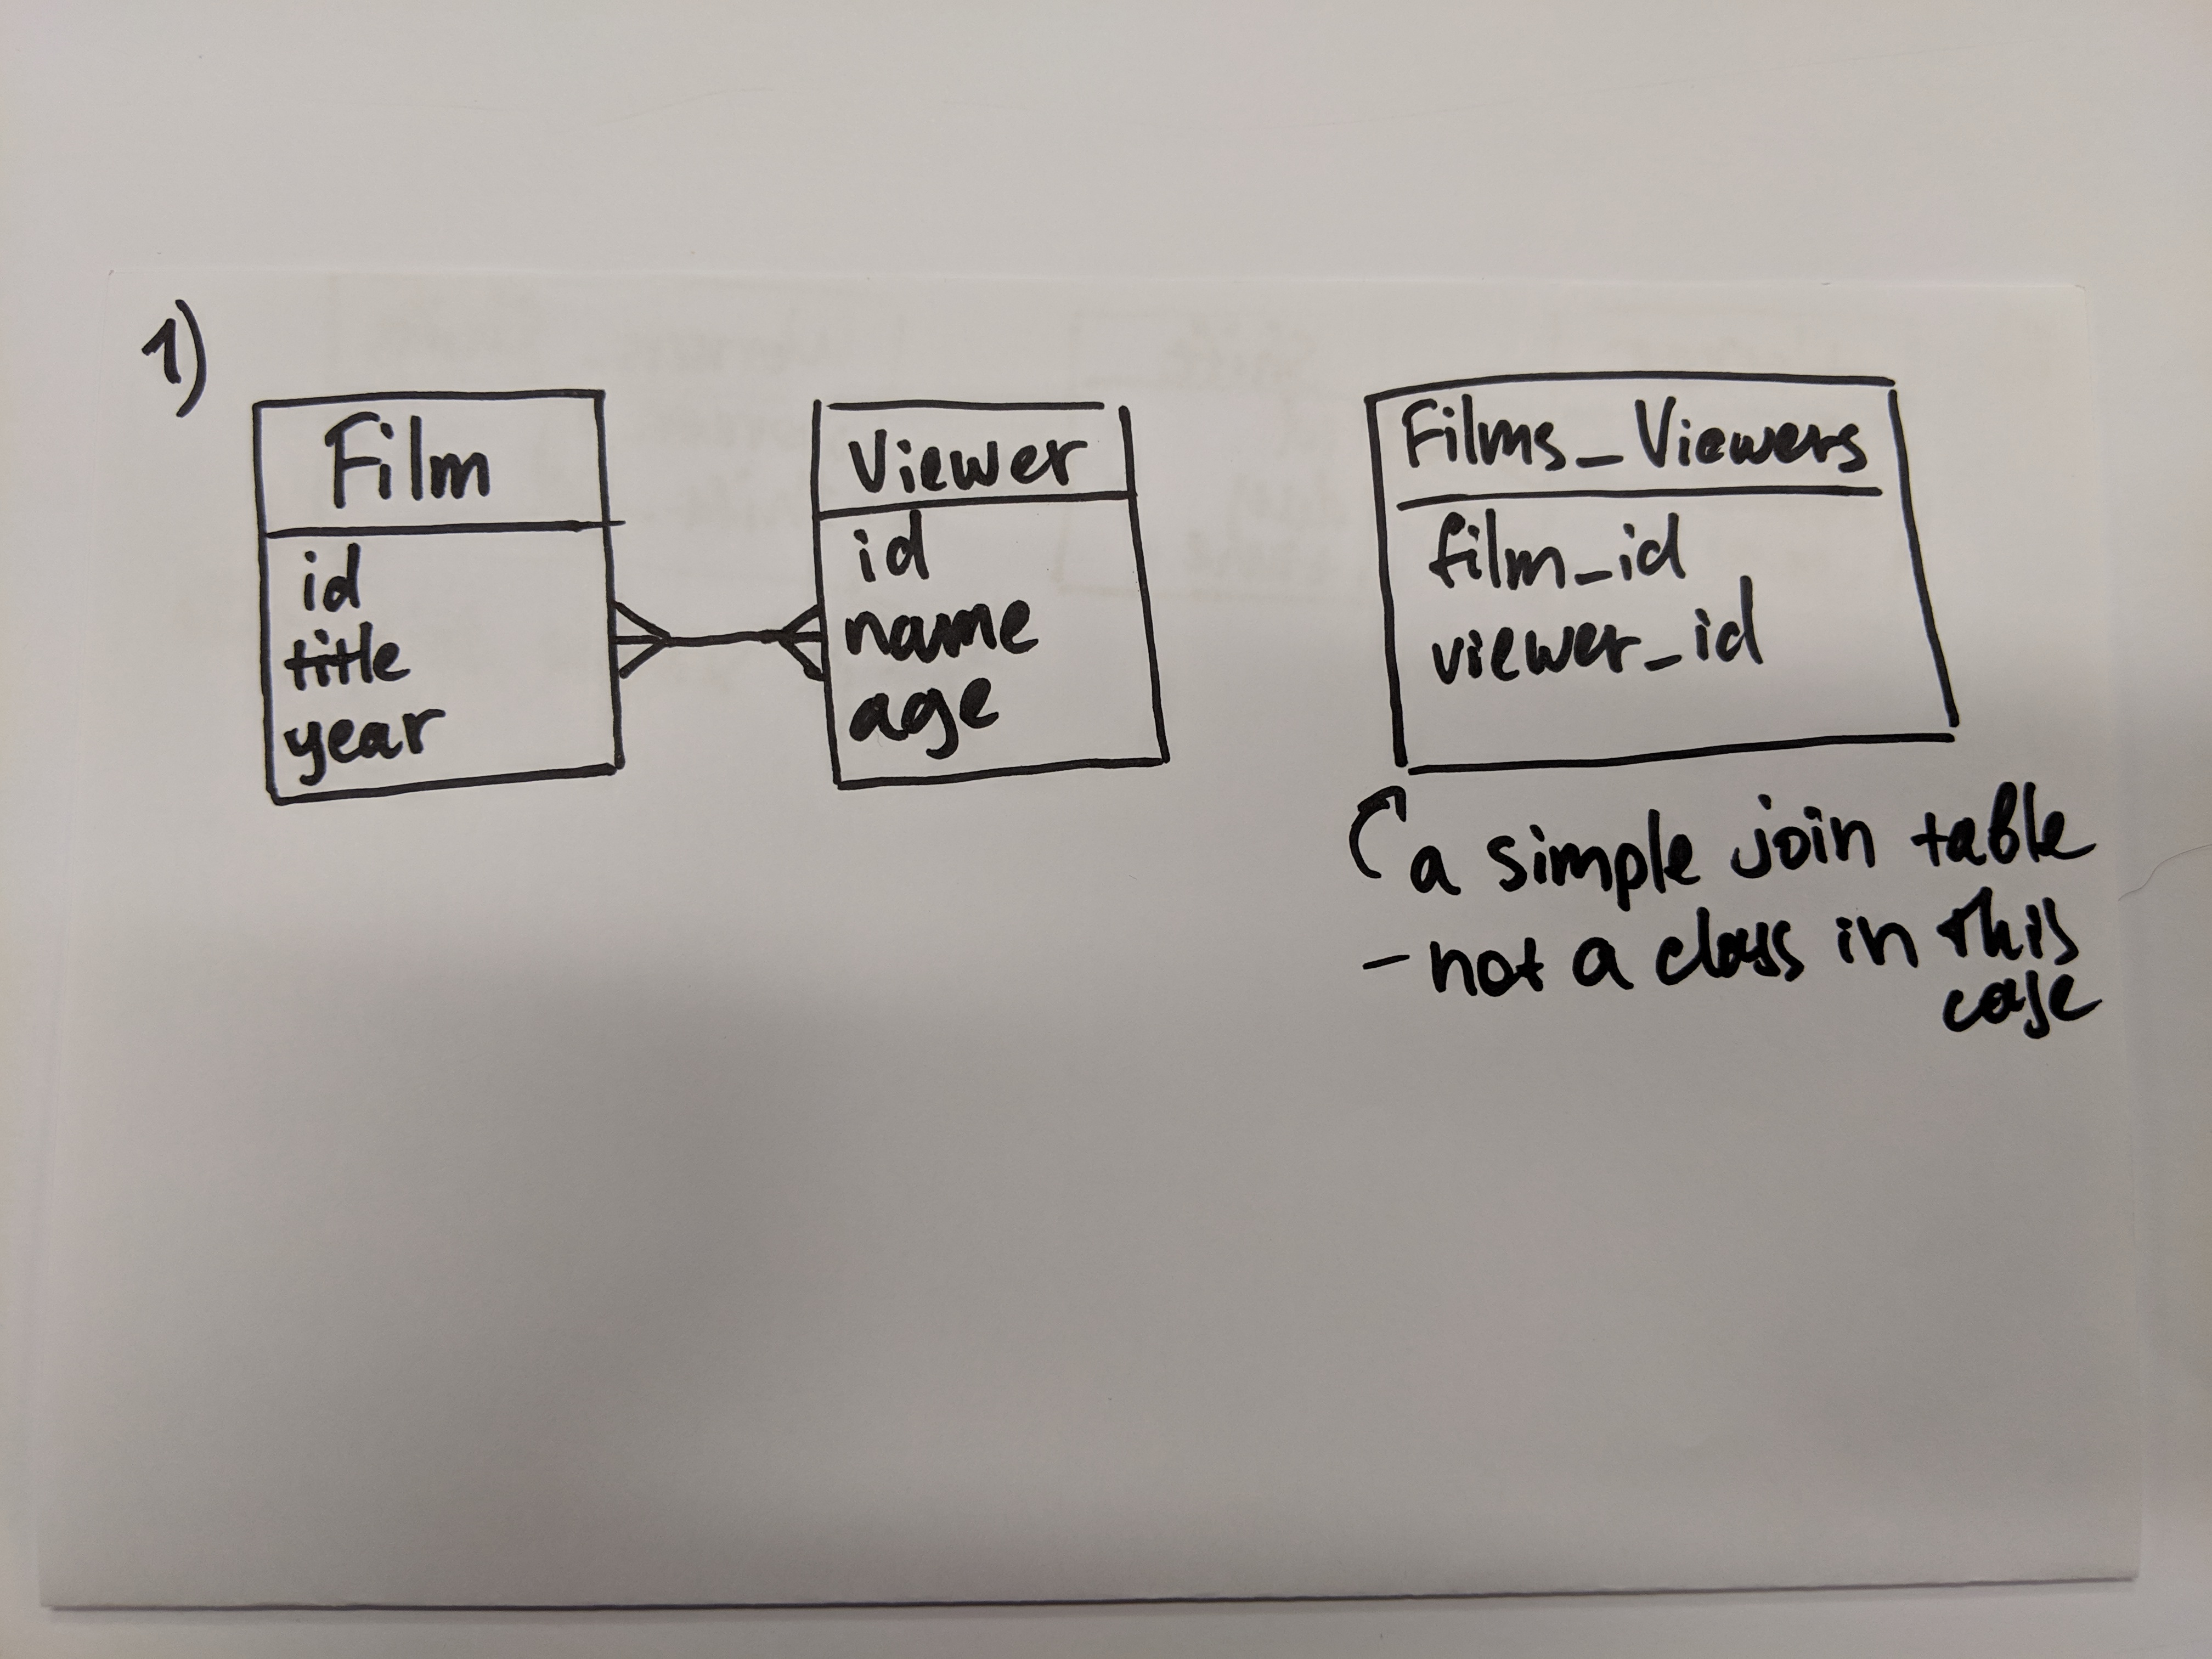 1)
Film
id
title
year
Viewer
id
name
age
Films_Viewers
film_id
viewer_id
(a simple join table
- not a class in this
case